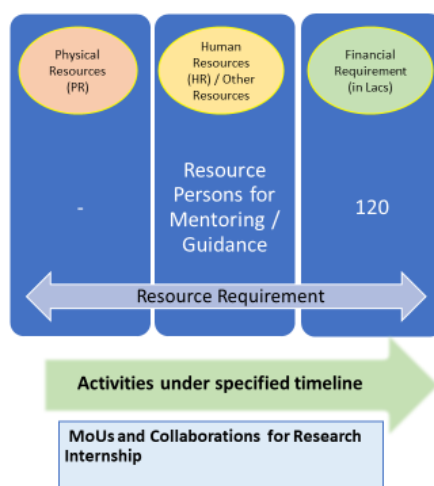 Physical
Resources
(PR)
Human
Resources
(HR) / Other
Resources
Financial
Requirement
(in Lacs)
-
Resource
Persons for
Mentoring /
Guidance
120
Resource Requirement
Activities under specified timeline
MoUs and Collaborations for Research
Internship